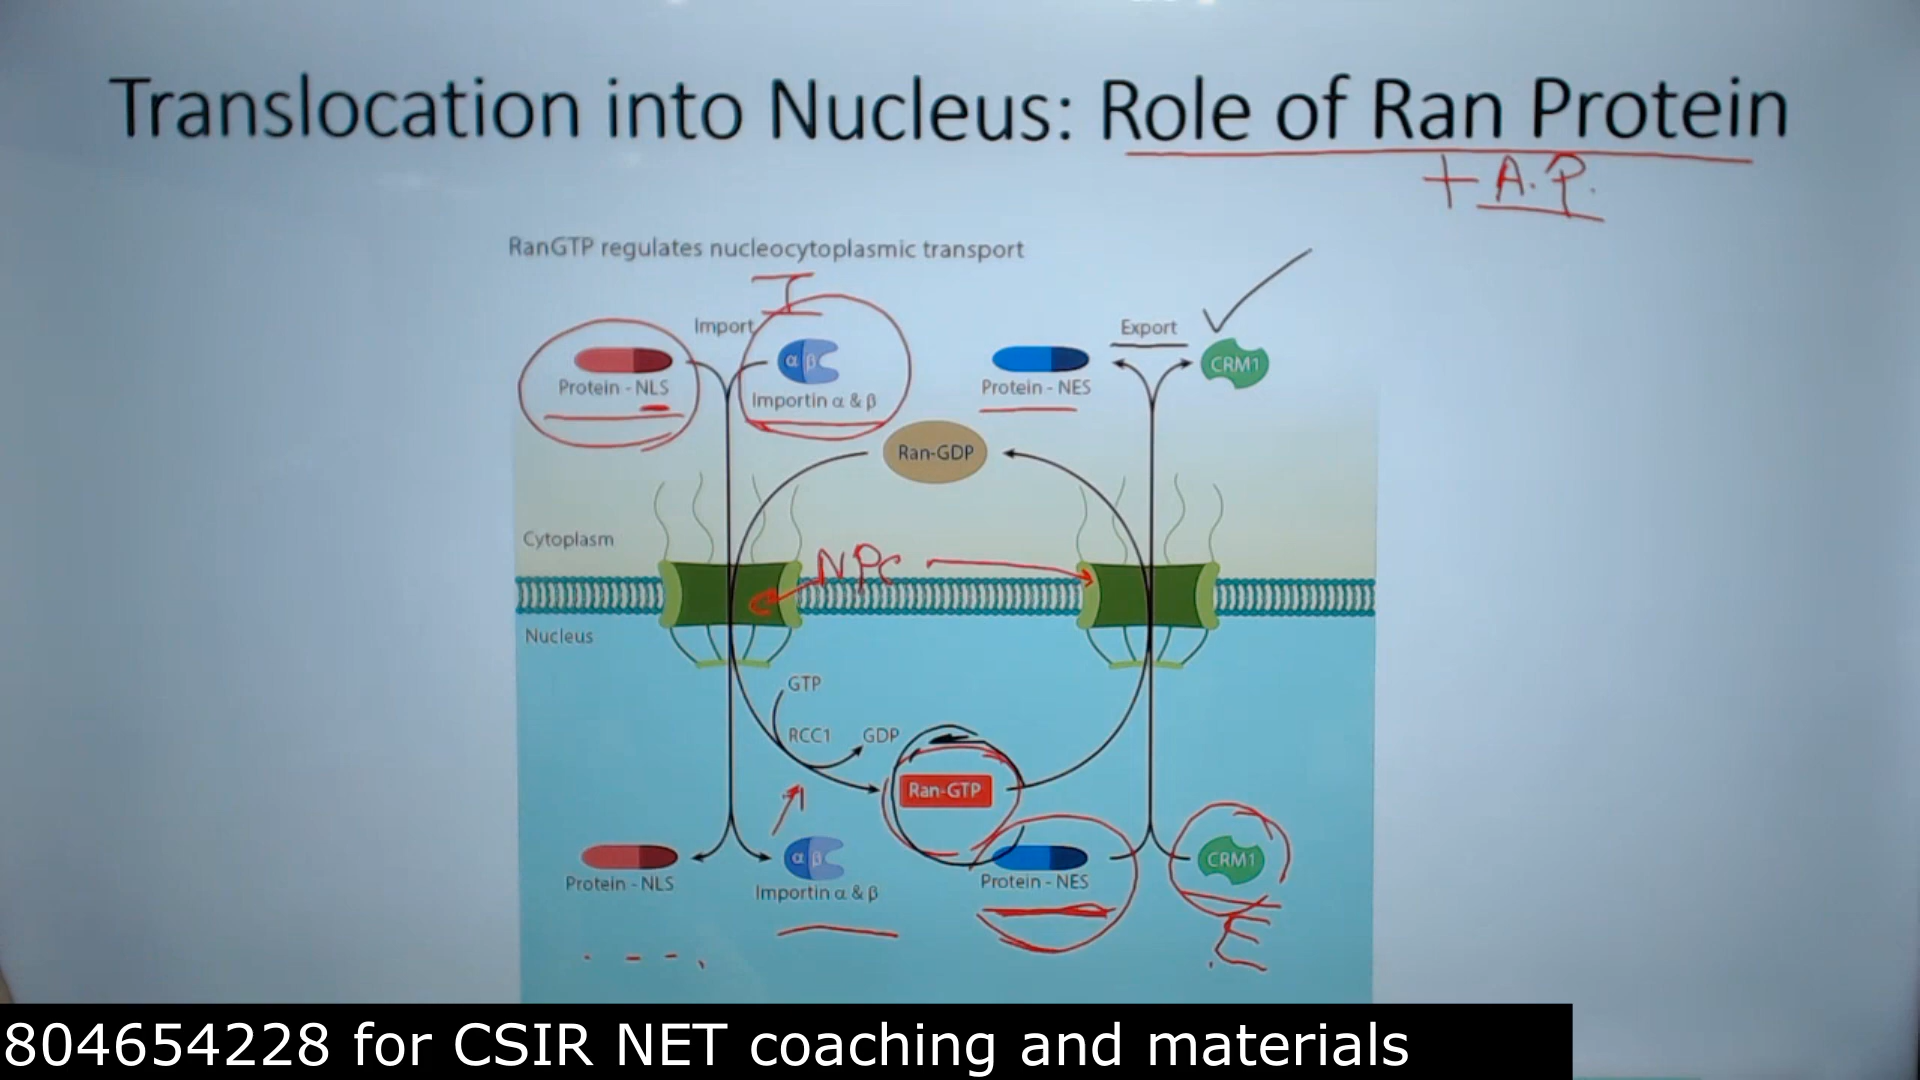 Translocation into Nucleus: Role of Ran Protein
+ A.P.
RanGTP regulates nucleocytoplasmic transport
I
Import
Export
α β
CRM1
Protein - NLS
Importin α & β
Protein - NES
Ran-GDP
Cytoplasm
NPC
Nucleus
GTP
RCC1
GDP
Ran-GTP
α β
CRM1
Protein - NLS
Importin α & β
Protein - NES
E
804654228 for CSIR NET coaching and materials